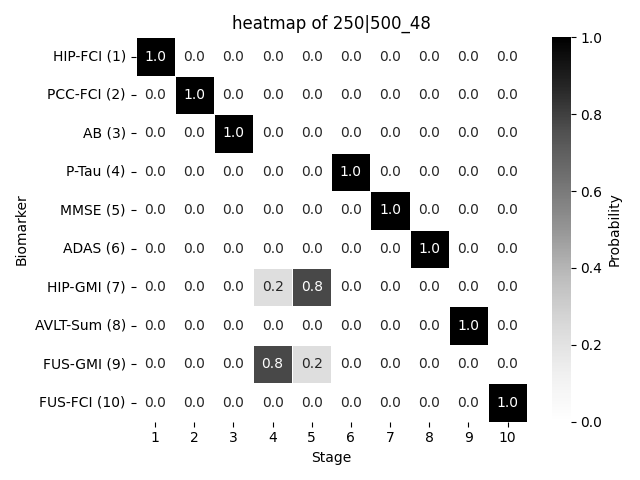 heatmap of 250|500_48
HIP-FCI (1) 1.0 0.0 0.0 0.0 0.0 0.0 0.0 0.0 0.0 0.0
PCC-FCI (2) 0.0 1.0 0.0 0.0 0.0 0.0 0.0 0.0 0.0 0.0
AB (3) 0.0 0.0 1.0 0.0 0.0 0.0 0.0 0.0 0.0 0.0
P-Tau (4) 0.0 0.0 0.0 0.0 0.0 1.0 0.0 0.0 0.0 0.0
MMSE (5) 0.0 0.0 0.0 0.0 0.0 0.0 1.0 0.0 0.0 0.0
ADAS (6) 0.0 0.0 0.0 0.0 0.0 0.0 0.0 1.0 0.0 0.0
HIP-GMI (7) 0.0 0.0 0.0 0.2 0.8 0.0 0.0 0.0 0.0 0.0
AVLT-Sum (8) 0.0 0.0 0.0 0.0 0.0 0.0 0.0 0.0 1.0 0.0
FUS-GMI (9) 0.0 0.0 0.0 0.8 0.2 0.0 0.0 0.0 0.0 0.0
FUS-FCI (10) 0.0 0.0 0.0 0.0 0.0 0.0 0.0 0.0 0.0 1.0
1 2 3 4 5 6 7 8 9 10
Stage
Biomarker
1.0
0.8
0.6
0.4
0.2
0.0
Probability